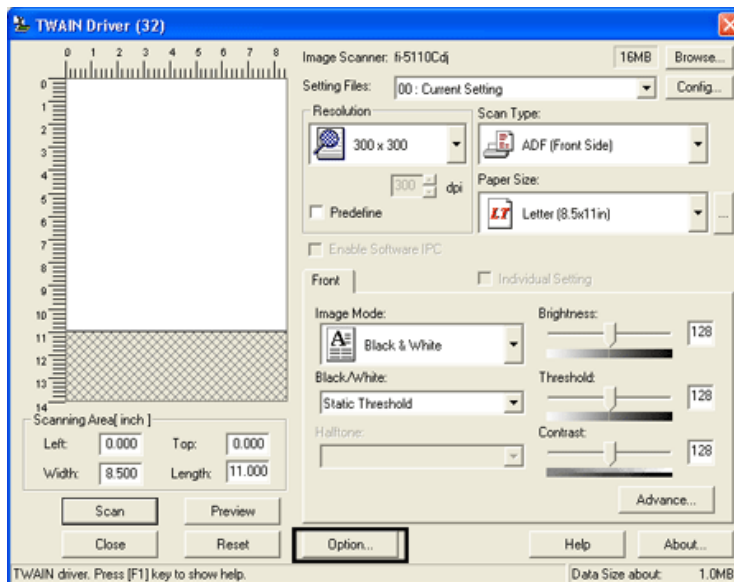 TWAIN Driver (32)
0 1 2 3 4 5 6 7 8
0
1
2
3
4
5
6
7
8
9
10
11
12
13
14
Image Scanner: fi-5110Cdj 16MB Browse...
Setting Files: 00 : Current Setting Config...
Resolution
300 x 300
300 dpi
Predefine
Scan Type:
ADF (Front Side)
Paper Size:
LT Letter (8.5x11in) ...
Enable Software IPC
Front
Individual Setting
Image Mode:
A Black & White
Black/White:
Static Threshold
Halftone:
Brightness:
128
Threshold:
128
Contrast:
128
Advance...
Scanning Area[ inch ]
Left: 0.000 Top: 0.000
Width: 8.500 Length: 11.000
Scan Preview
Close Reset Option... Help About...
TWAIN driver. Press [F1] key to show help. Data Size about: 1.0MB